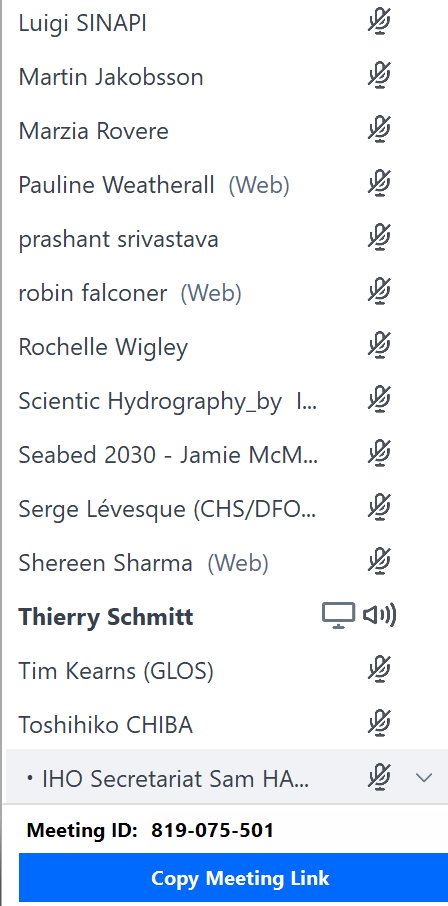 Luigi SINAPI
Martin Jakobsson
Marzia Rovere
Pauline Weatherall (Web)
prashant srivastava
robin falconer (Web)
Rochelle Wigley
Scientic Hydrography_by I...
Seabed 2030 - Jamie McM...
Serge Lévesque (CHS/DFO...
Shereen Sharma (Web)
Thierry Schmitt
Tim Kearns (GLOS)
Toshihiko CHIBA
• IHO Secretariat Sam HA...
Meeting ID: 819-075-501
Copy Meeting Link